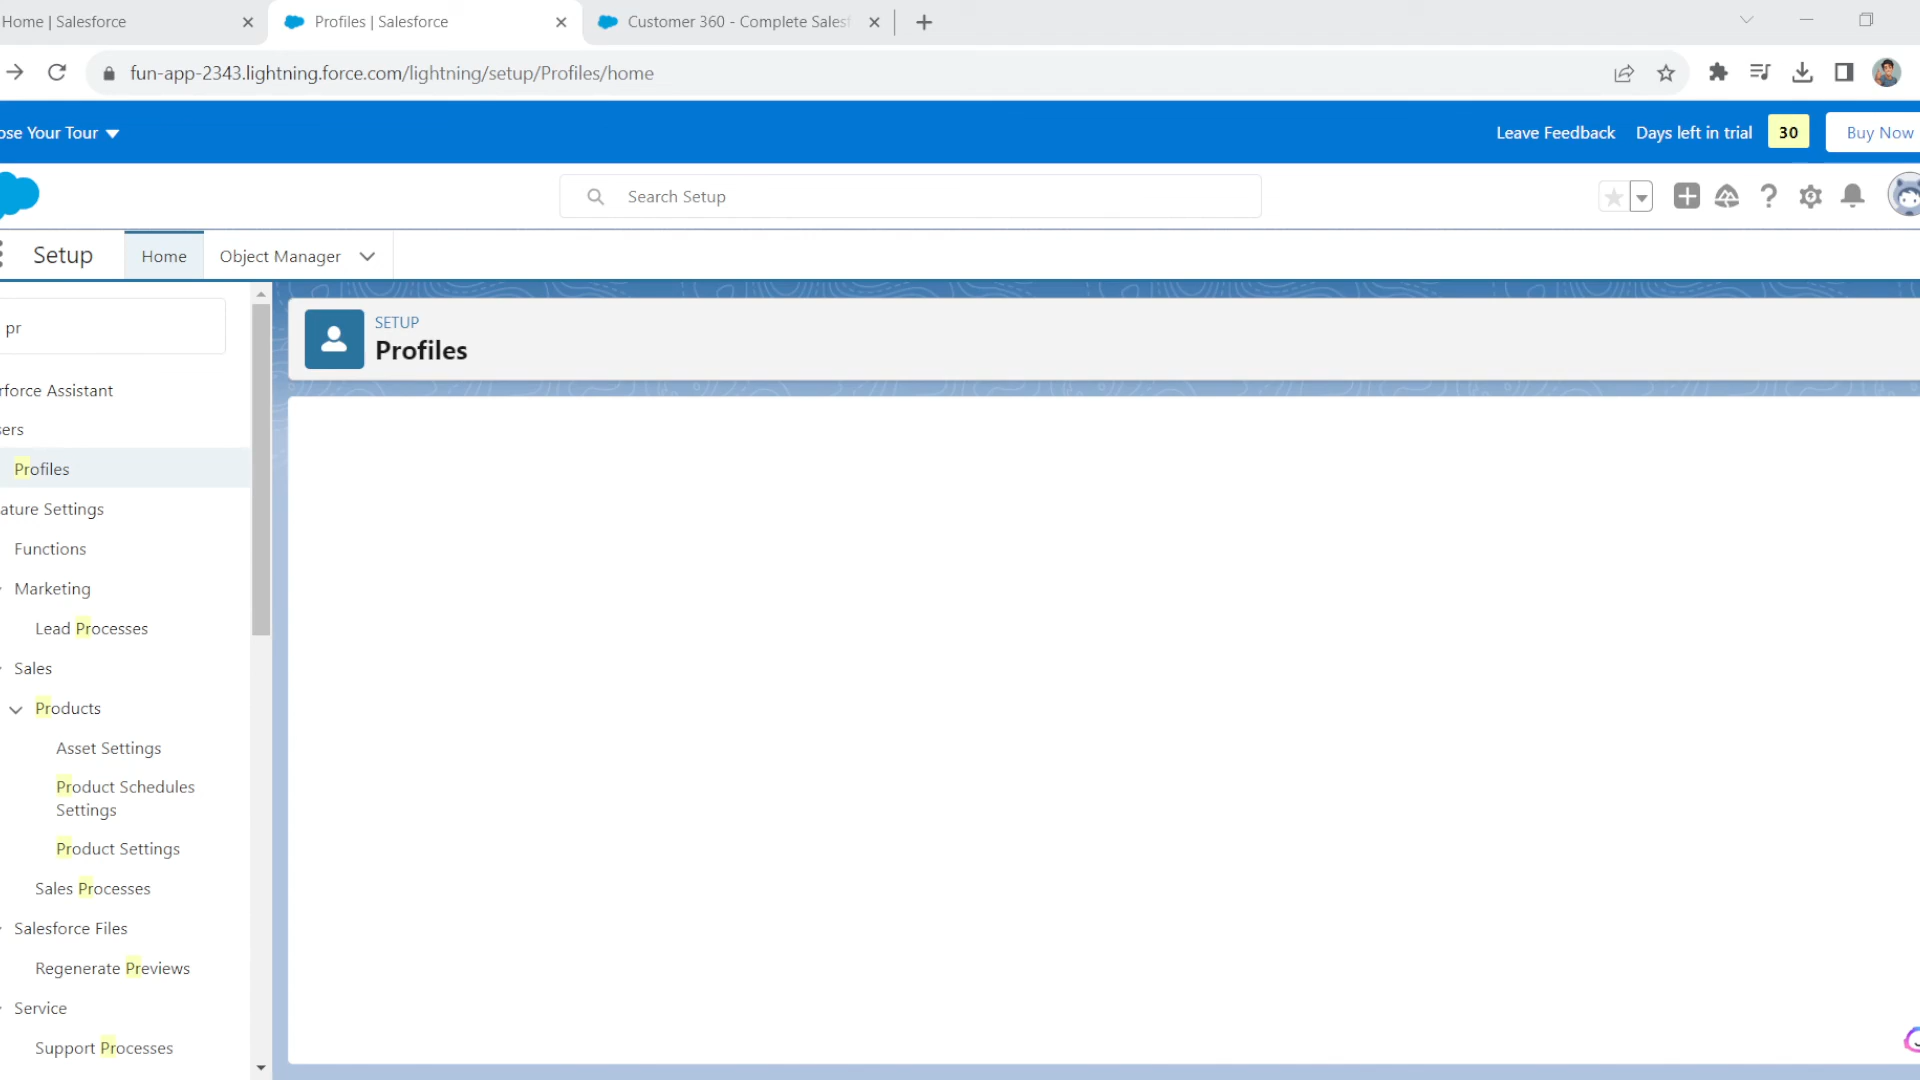 Home | Salesforce
Profiles | Salesforce
Customer 360 - Complete Sales
fun-app-2343.lightning.force.com/lightning/setup/Profiles/home
ose Your Tour
Leave Feedback
Days left in trial
30
Buy Now
Search Setup
Setup
Home
Object Manager
pr
SETUP
Profiles
rforce Assistant
sers
Profiles
ature Settings
Functions
Marketing
Lead Processes
Sales
Products
Asset Settings
Product Schedules
Settings
Product Settings
Sales Processes
Salesforce Files
Regenerate Previews
Service
Support Processes